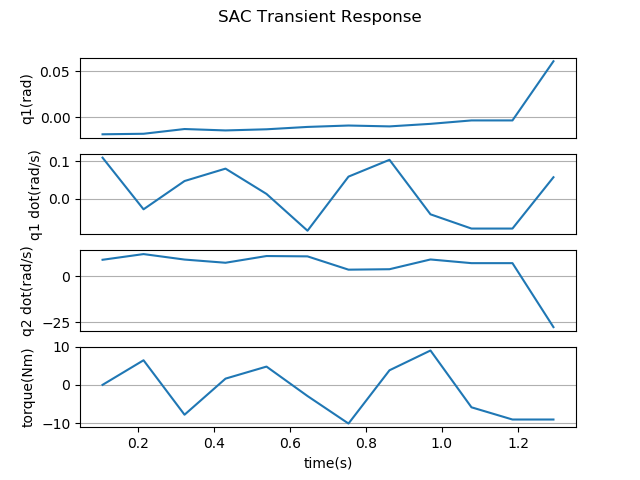 SAC Transient Response
0.05
0.00
q1(rad)
0.1
0.0
q1 dot(rad/s)
0
−25
q2 dot(rad/s)
10
0
−10
torque(Nm)
0.2 0.4 0.6 0.8 1.0 1.2
time(s)